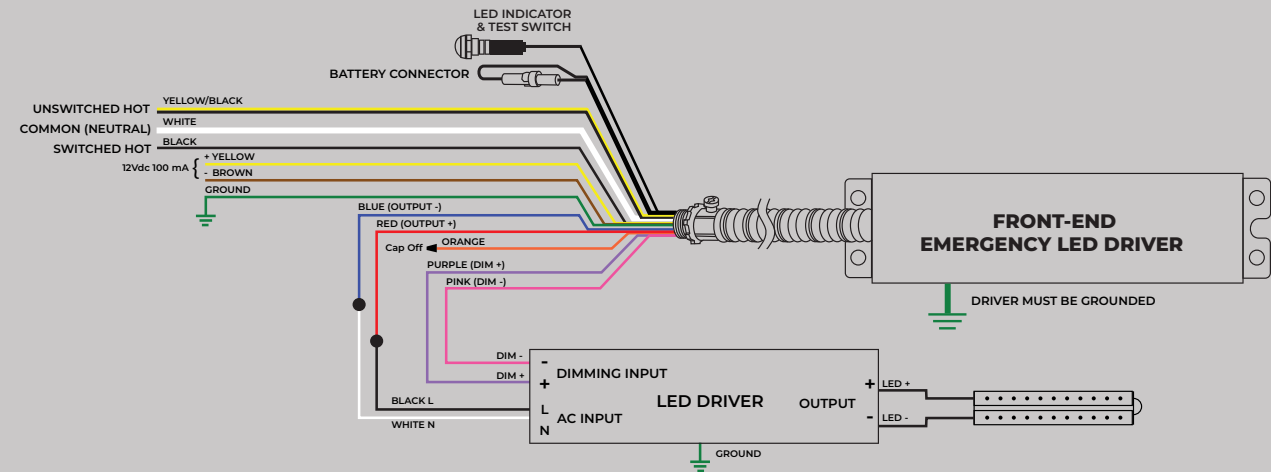 LED INDICATOR
& TEST SWITCH
BATTERY CONNECTOR
UNSWITCHED HOT
YELLOW/BLACK
COMMON (NEUTRAL)
WHITE
SWITCHED HOT
BLACK
12Vdc 100 mA {
+ YELLOW
- BROWN
GROUND
BLUE (OUTPUT -)
RED (OUTPUT +)
Cap Off
ORANGE
PURPLE (DIM +)
PINK (DIM -)
FRONT-END
EMERGENCY LED DRIVER
DRIVER MUST BE GROUNDED
DIM -
DIM +
BLACK L
WHITE N
-
+
DIMMING INPUT
L
N
AC INPUT
LED DRIVER
OUTPUT
+
-
LED +
LED -
GROUND